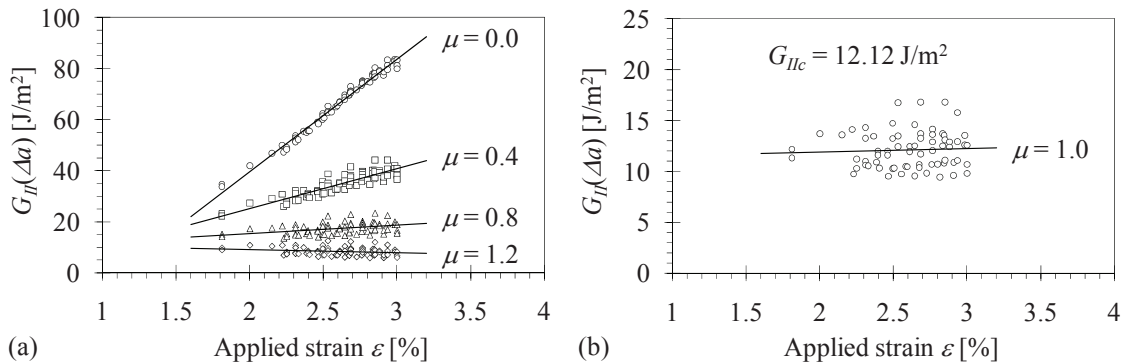 100
80
60
40
20
0
G_II(Δa) [J/m²]
μ = 0.0
μ = 0.4
μ = 0.8
μ = 1.2
1 1.5 2 2.5 3 3.5 4
(a) Applied strain ε [%]
25
20
15
10
5
0
G_II(Δa) [J/m²]
G_IIc = 12.12 J/m²
μ = 1.0
1 1.5 2 2.5 3 3.5 4
(b) Applied strain ε [%]